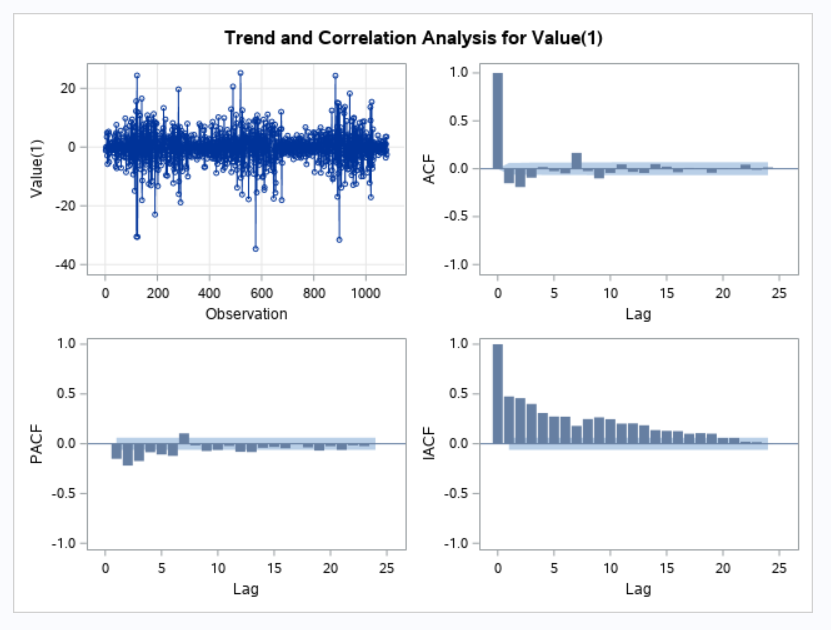 Trend and Correlation Analysis for Value(1)
Value(1)
20
0
-20
-40
0 200 400 600 800 1000
Observation
ACF
1.0
0.5
0.0
-0.5
-1.0
0 5 10 15 20 25
Lag
PACF
1.0
0.5
0.0
-0.5
-1.0
0 5 10 15 20 25
Lag
IACF
1.0
0.5
0.0
-0.5
-1.0
0 5 10 15 20 25
Lag